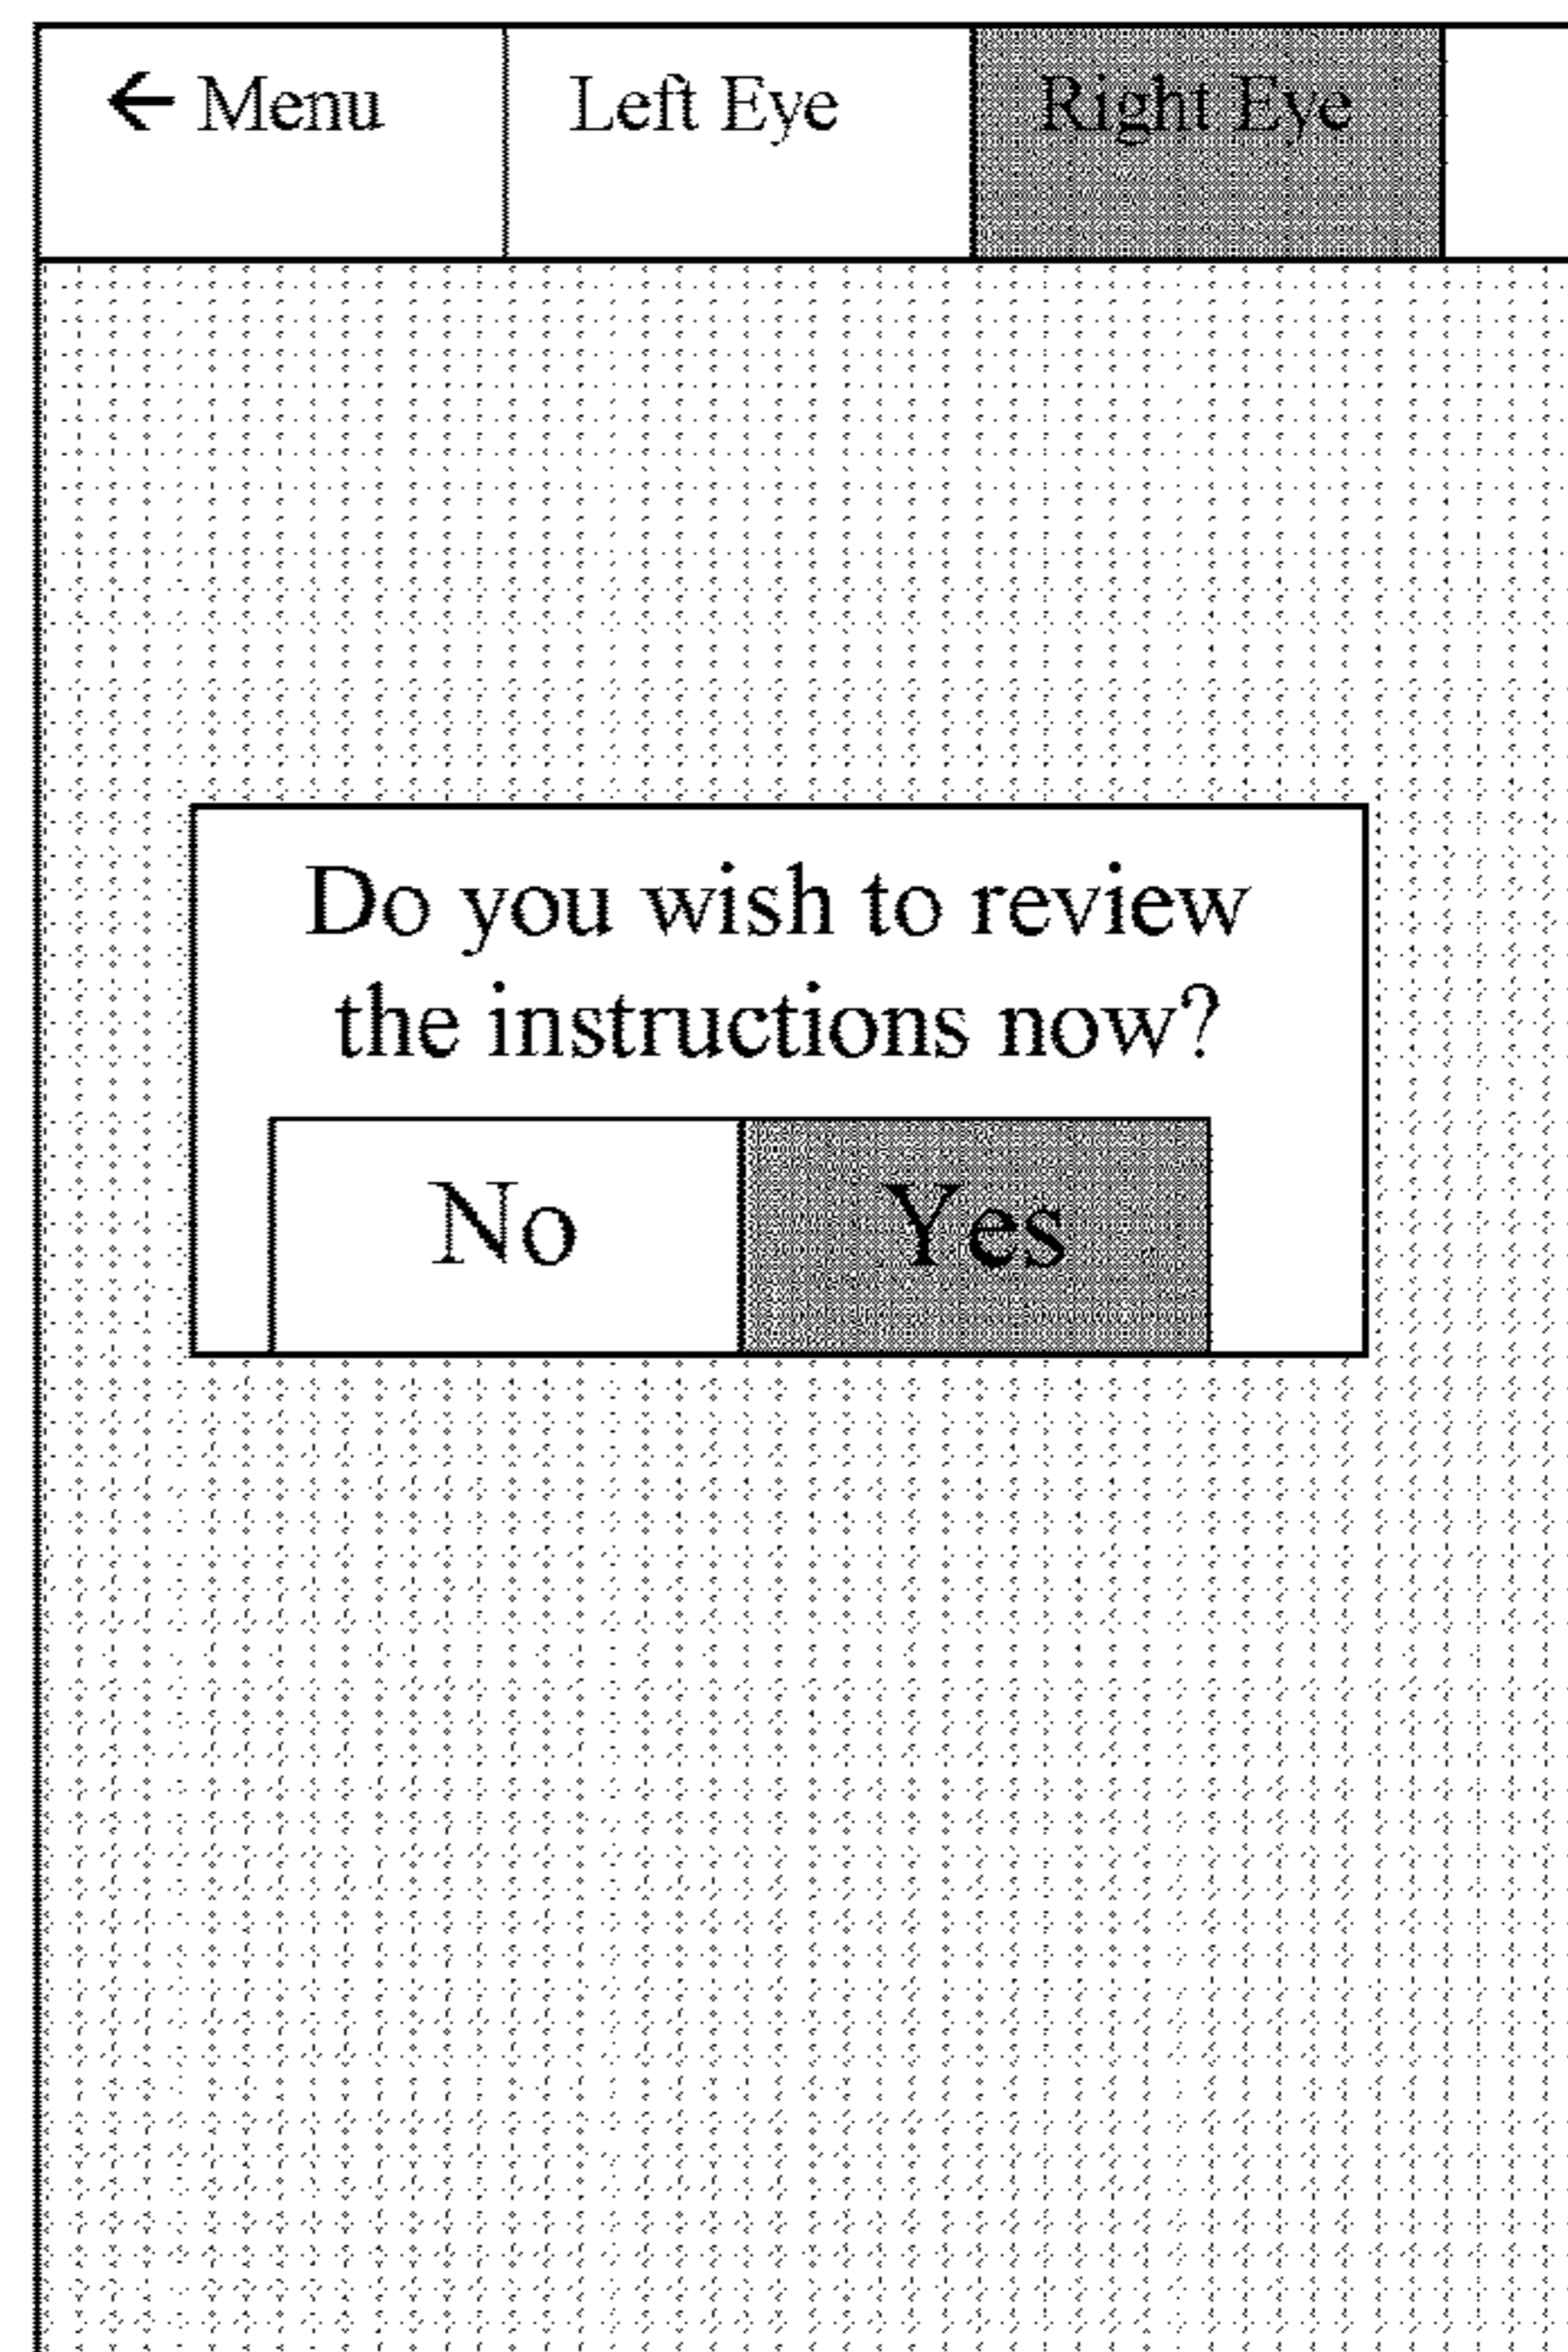 ← Menu Left Eye Right Eye
Do you wish to review
the instructions now?
No Yes